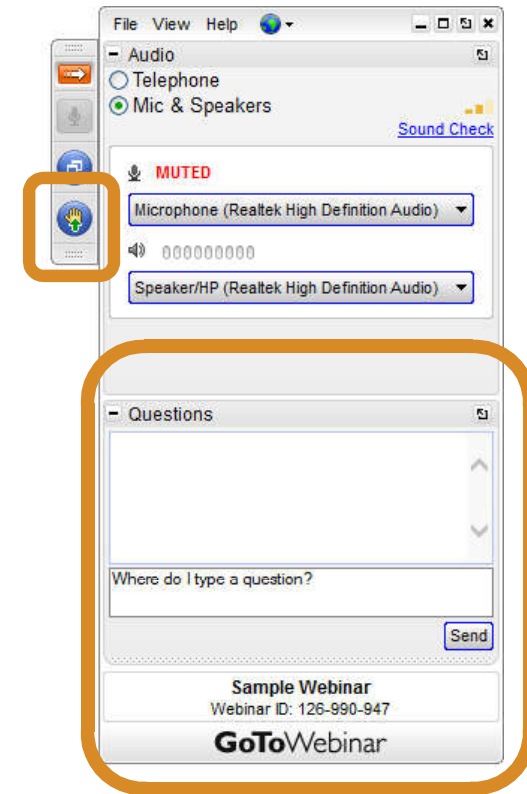 File View Help
Audio
Telephone
Mic & Speakers
Sound Check
MUTED
Microphone (Realtek High Definition Audio)
000000000
Speaker/HP (Realtek High Definition Audio)
Questions
Where do I type a question?
Send
Sample Webinar
Webinar ID: 126-990-947
GoToWebinar